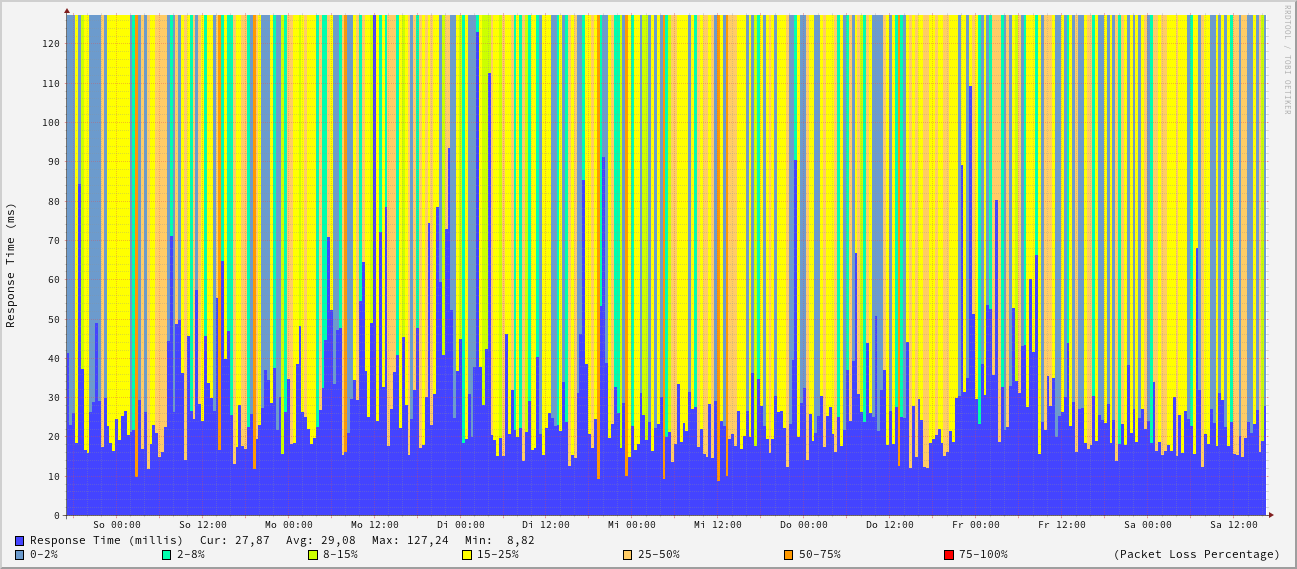 RRDTOOL / TOBI OETIKER
Response Time (ms)
120
110
100
90
80
70
60
50
40
30
20
10
0
So 00:00 So 12:00 Mo 00:00 Mo 12:00 Di 00:00 Di 12:00 Mi 00:00 Mi 12:00 Do 00:00 Do 12:00 Fr 00:00 Fr 12:00 Sa 00:00 Sa 12:00
Response Time (millis) Cur: 27,87 Avg: 29,08 Max: 127,24 Min: 8,82
0-2% 2-8% 8-15% 15-25% 25-50% 50-75% 75-100% (Packet Loss Percentage)